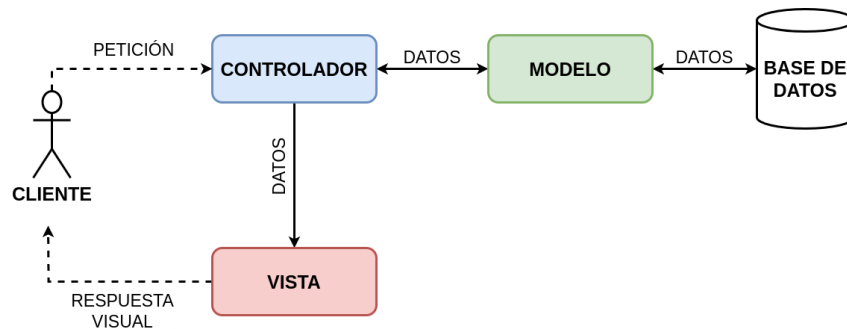 PETICIÓN
CONTROLADOR
DATOS
MODELO
DATOS
BASE DE
DATOS
CLIENTE
DATOS
VISTA
RESPUESTA
VISUAL